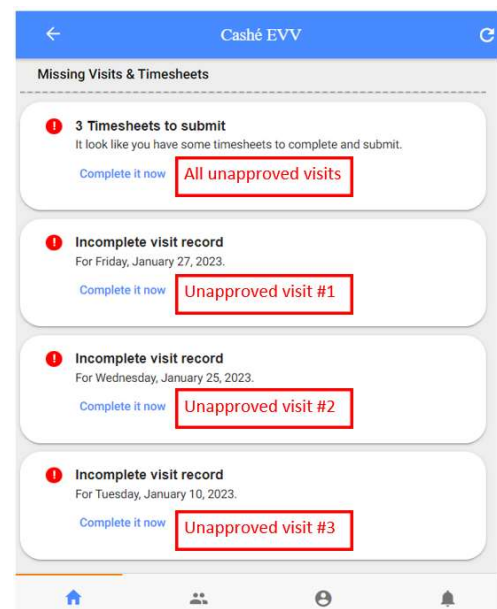 Cashé EVV
Missing Visits & Timesheets
3 Timesheets to submit
It look like you have some timesheets to complete and submit.
Complete it now
All unapproved visits
Incomplete visit record
For Friday, January 27, 2023.
Complete it now
Unapproved visit #1
Incomplete visit record
For Wednesday, January 25, 2023.
Complete it now
Unapproved visit #2
Incomplete visit record
For Tuesday, January 10, 2023.
Complete it now
Unapproved visit #3